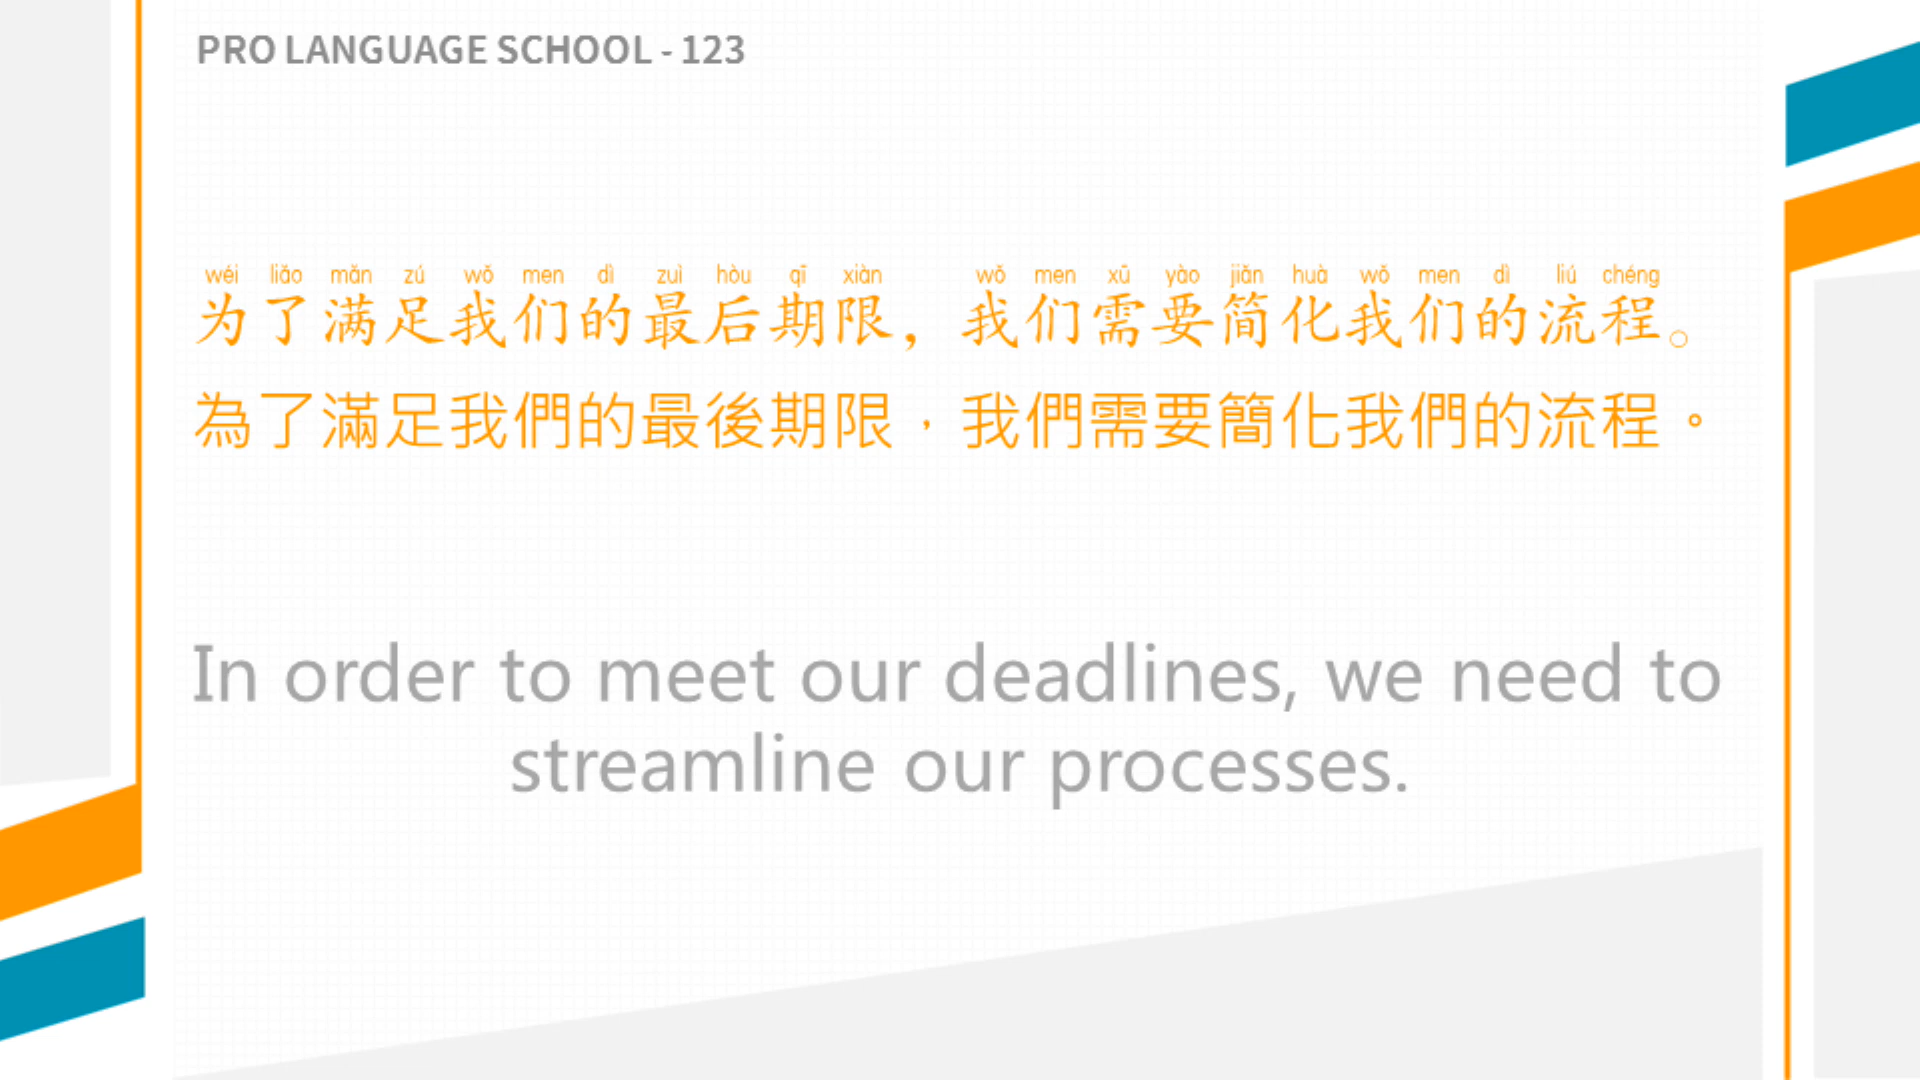 PRO LANGUAGE SCHOOL - 123
wéi liǎo mǎn zú wǒ men dì zuì hòu qī xiàn wǒ men xū yào jiǎn huà wǒ men dì liú chéng
为了满足我们的最后期限，我们需要简化我们的流程。
為了滿足我們的最後期限，我們需要簡化我們的流程。
In order to meet our deadlines, we need to
streamline our processes.